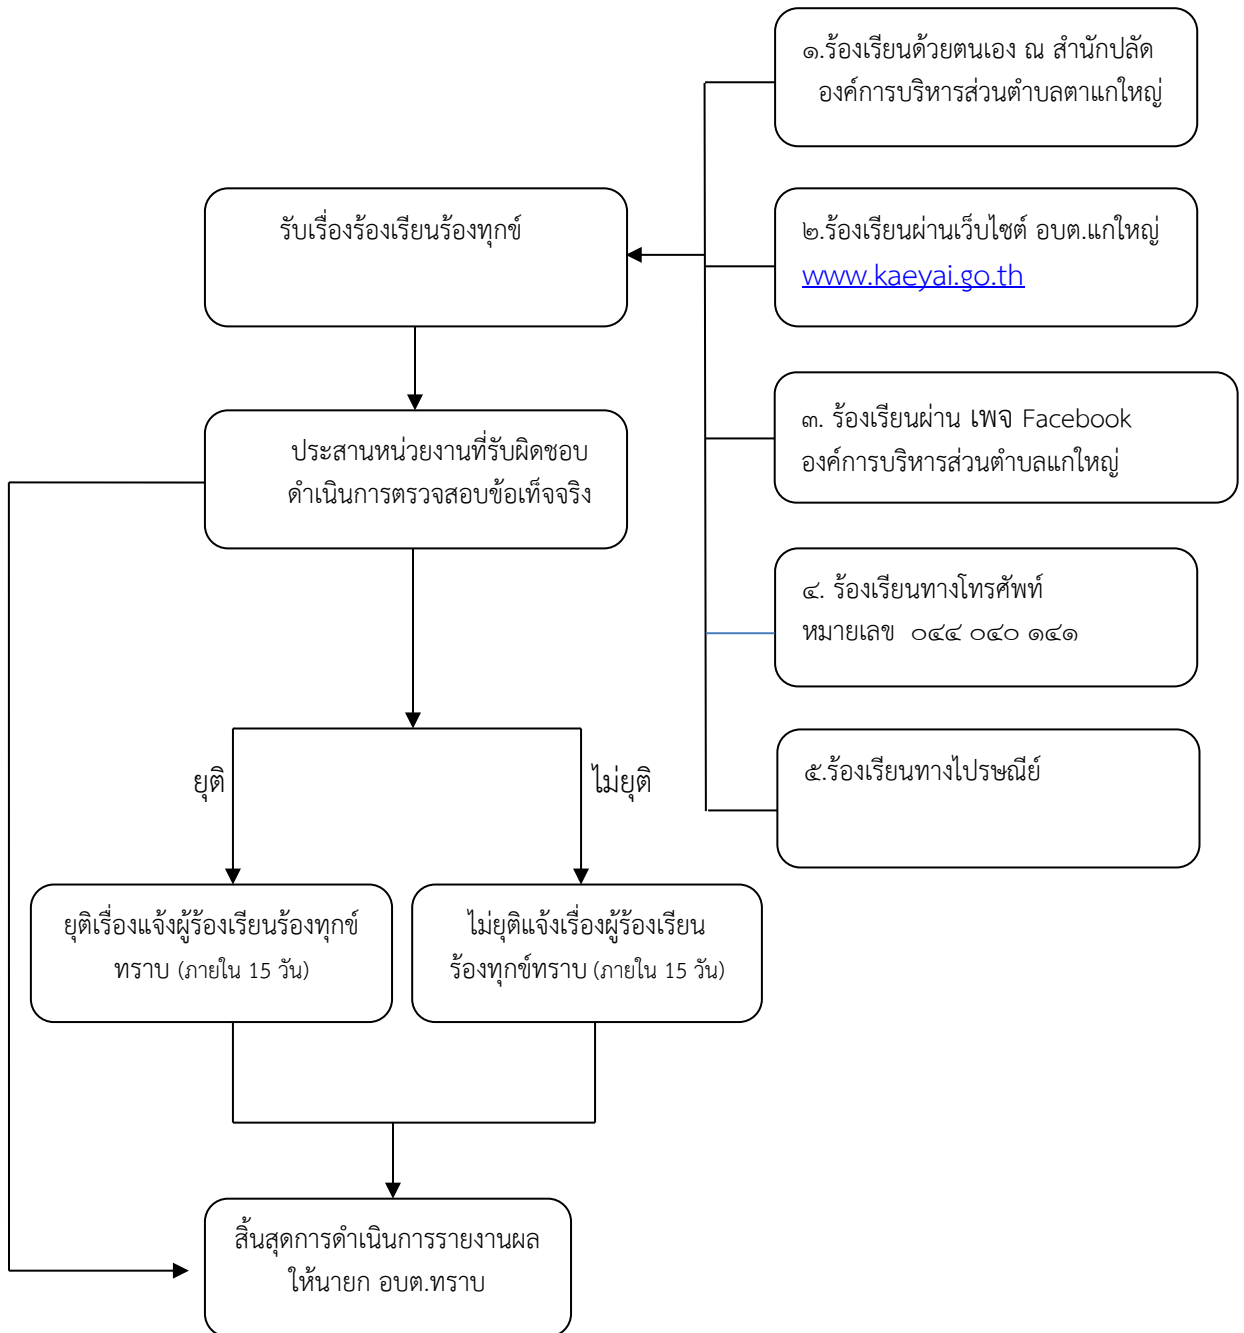 ๑.ร้องเรียนด้วยตนเอง ณ สำนักปลัด
องค์การบริหารส่วนตำบลตาแกใหญ่
รับเรื่องร้องเรียนร้องทุกข์
๒.ร้องเรียนผ่านเว็บไซต์ อบต.แกใหญ่
www.kaeyai.go.th
๓. ร้องเรียนผ่าน เพจ Facebook
องค์การบริหารส่วนตำบลแกใหญ่
ประสานหน่วยงานที่รับผิดชอบ
ดำเนินการตรวจสอบข้อเท็จจริง
๔. ร้องเรียนทางโทรศัพท์
หมายเลข ๐๔๔ ๐๔๐ ๑๔๑
๕.ร้องเรียนทางไปรษณีย์
ยุติ
ไม่ยุติ
ยุติเรื่องแจ้งผู้ร้องเรียนร้องทุกข์
ทราบ (ภายใน 15 วัน)
ไม่ยุติแจ้งเรื่องผู้ร้องเรียน
ร้องทุกข์ทราบ (ภายใน 15 วัน)
สิ้นสุดการดำเนินการรายงานผล
ให้นายก อบต.ทราบ